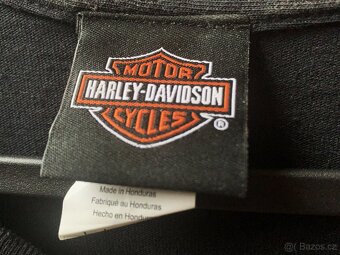 MOTOR
HARLEY-DAVIDSON
CYCLES
®
Made in Honduras
Fabriqué au Honduras
Hecho en Honduras
Bazos.cz